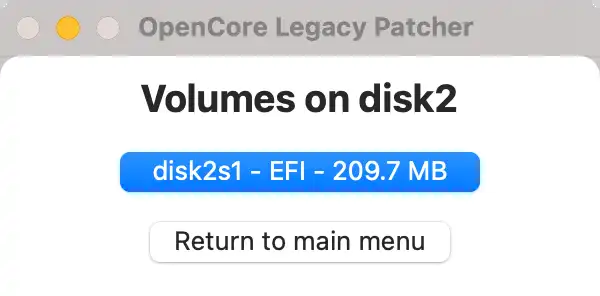 OpenCore Legacy Patcher
Volumes on disk2
disk2s1 - EFI - 209.7 MB
Return to main menu